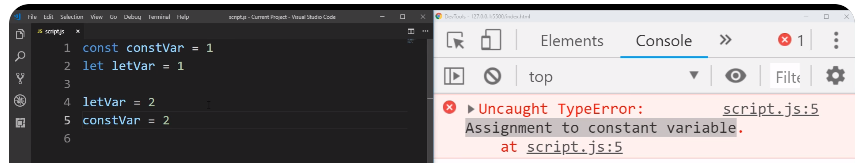 File Edit Selection View Go Debug Terminal Help
script.js - Current Project - Visual Studio Code
JS script.js ×
1 const constVar = 1
2 let letVar = 1
3
4 letVar = 2
5 constVar = 2
6
Elements Console » 1
top Filte
Uncaught TypeError: script.js:5
Assignment to constant variable.
at script.js:5